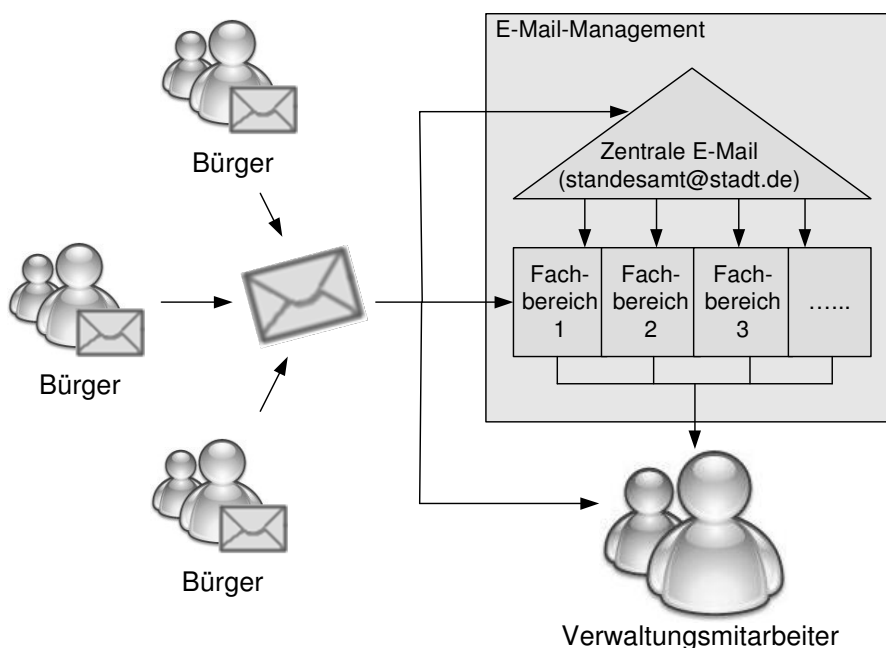 E-Mail-Management
Bürger
Zentrale E-Mail
(standesamt@stadt.de)
Bürger
Fach-
bereich
1
Fach-
bereich
2
Fach-
bereich
3
…...
Bürger
Verwaltungsmitarbeiter